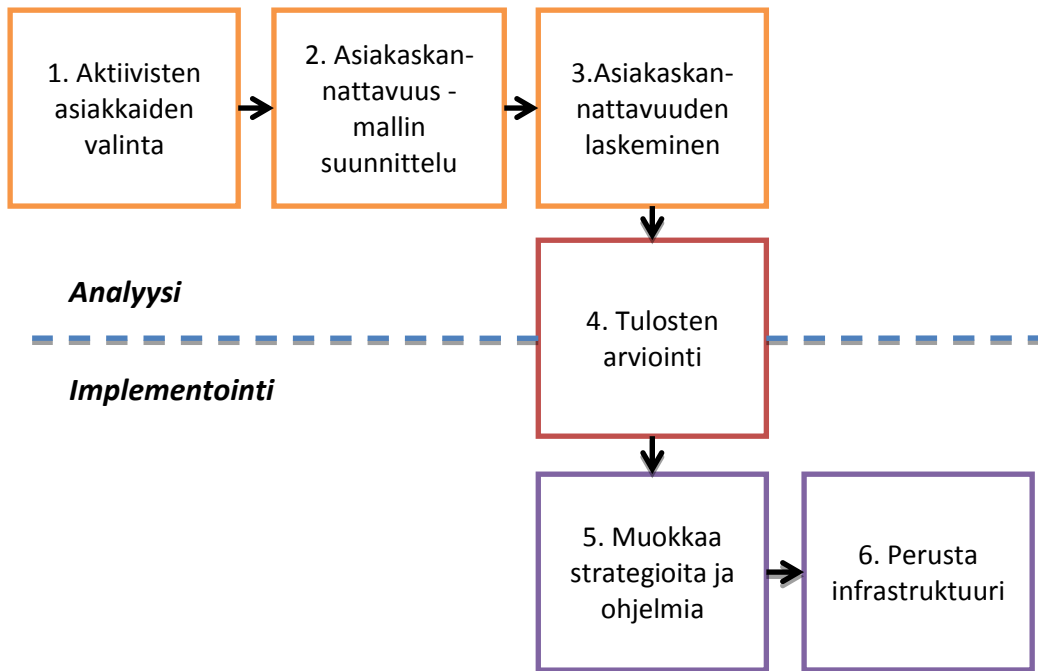 1. Aktiivisten
asiakkaiden
valinta
2. Asiakaskan-
nattavuus -
mallin
suunnittelu
3.Asiakaskan-
nattavuuden
laskeminen
Analyysi
4. Tulosten
arviointi
Implementointi
5. Muokkaa
strategioita ja
ohjelmia
6. Perusta
infrastruktuuri